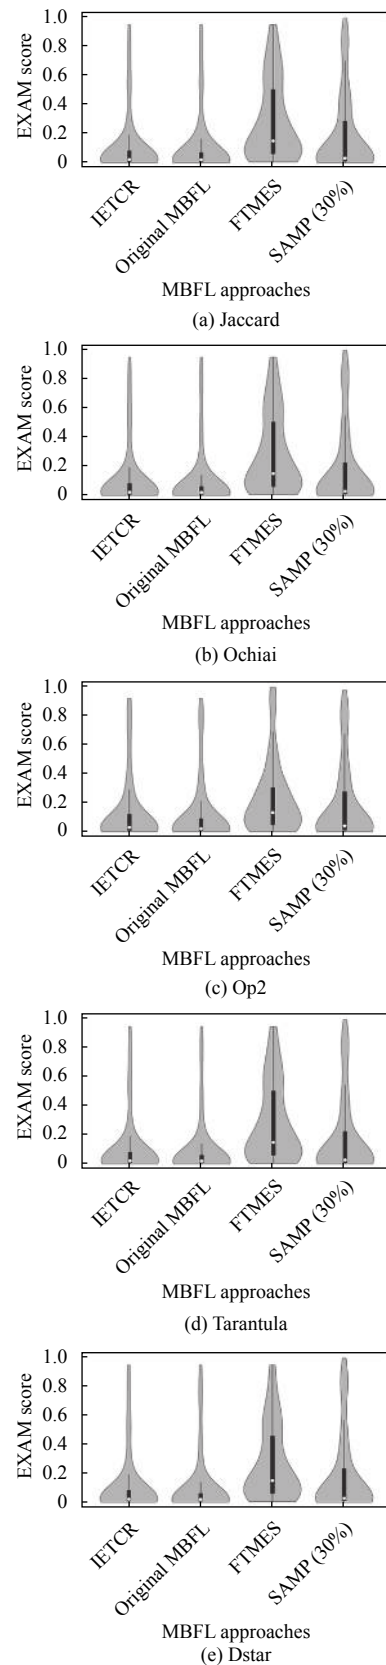 EXAM score
1.0
0.8
0.6
0.4
0.2
0
IETCR
Original MBFL
FTMES
SAMP (30%)
MBFL approaches
(a) Jaccard
EXAM score
1.0
0.8
0.6
0.4
0.2
0
IETCR
Original MBFL
FTMES
SAMP (30%)
MBFL approaches
(b) Ochiai
EXAM score
1.0
0.8
0.6
0.4
0.2
0
IETCR
Original MBFL
FTMES
SAMP (30%)
MBFL approaches
(c) Op2
EXAM score
1.0
0.8
0.6
0.4
0.2
0
IETCR
Original MBFL
FTMES
SAMP (30%)
MBFL approaches
(d) Tarantula
EXAM score
1.0
0.8
0.6
0.4
0.2
0
IETCR
Original MBFL
FTMES
SAMP (30%)
MBFL approaches
(e) Dstar